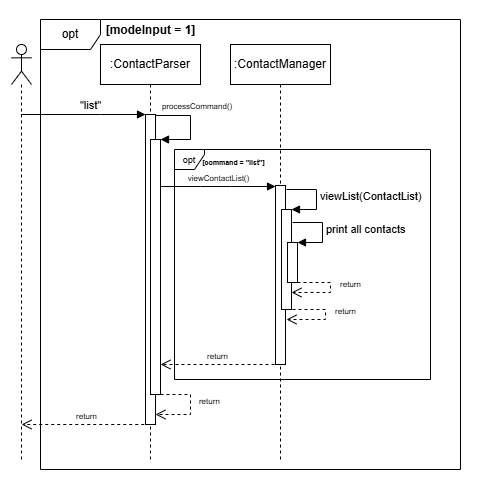 opt [modeInput = 1]
:ContactParser :ContactManager
"list" processCommand()
opt [command = "list"]
viewContactList()
viewList(ContactList)
print all contacts
return
return
return
return
return